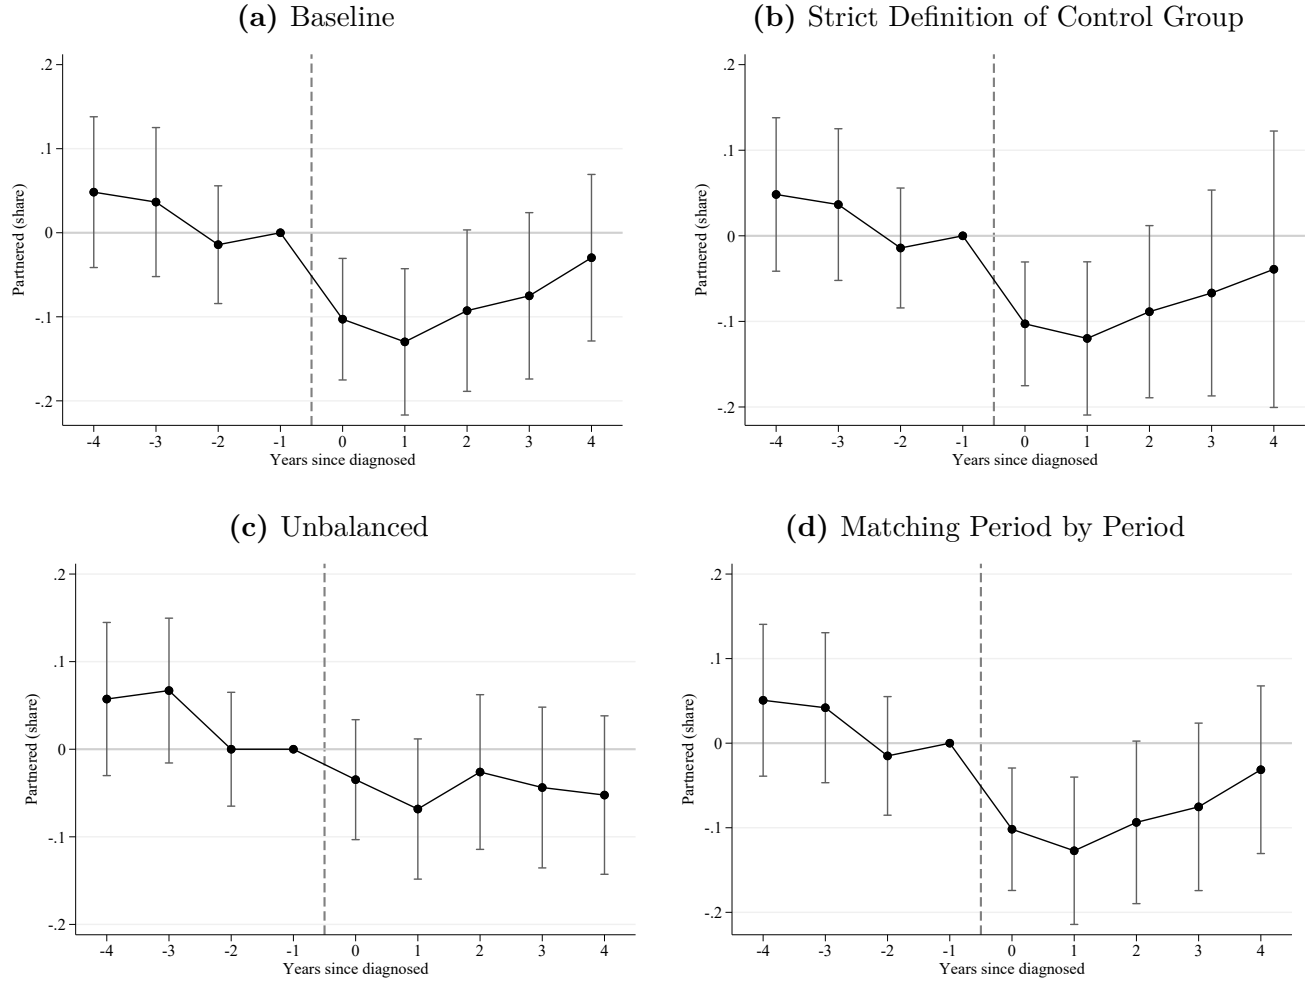 (a) Baseline
.2
.1
0
-.1
-.2
Partnered (share)
-4 -3 -2 -1 0 1 2 3 4
Years since diagnosed
(b) Strict Definition of Control Group
.2
.1
0
-.1
-.2
Partnered (share)
-4 -3 -2 -1 0 1 2 3 4
Years since diagnosed
(c) Unbalanced
.2
.1
0
-.1
-.2
Partnered (share)
-4 -3 -2 -1 0 1 2 3 4
Years since diagnosed
(d) Matching Period by Period
.2
.1
0
-.1
-.2
Partnered (share)
-4 -3 -2 -1 0 1 2 3 4
Years since diagnosed